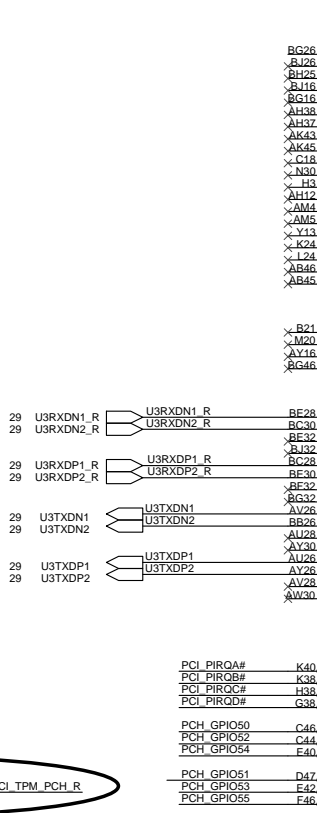 BG26
BJ26
BH25
BJ16
BG16
AH38
AH37
AK43
AK45
C18
N30
H3
AH12
AM4
AM5
Y13
K24
L24
AB46
AB45
B21
M20
AY16
BG46
29 U3RXDN1_R U3RXDN1_R BE28
29 U3RXDN2_R U3RXDN2_R BC30
BE32
BJ32
29 U3RXDP1_R U3RXDP1_R BC28
29 U3RXDP2_R U3RXDP2_R BE30
BF32
BG32
29 U3TXDN1 U3TXDN1 AV26
29 U3TXDN2 U3TXDN2 BB26
AU28
AY30
29 U3TXDP1 U3TXDP1 AU26
29 U3TXDP2 U3TXDP2 AY26
AV28
AW30
PCI_PIRQA# K40
PCI_PIRQB# K38
PCI_PIRQC# H38
PCI_PIRQD# G38
PCH_GPIO50 C46
PCH_GPIO52 C44
PCH_GPIO54 E40
PCH_GPIO51 D47
PCH_GPIO53 E42
PCH_GPIO55 F46
CI_TPM_PCH_R